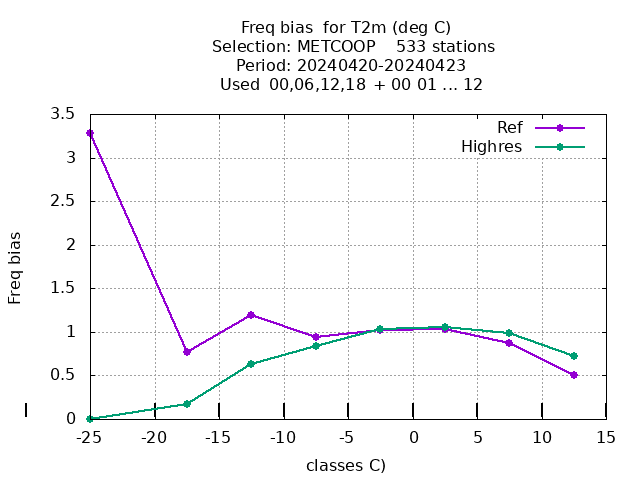 Freq bias  for T2m (deg C)
Selection: METCOOP    533 stations
Period: 20240420-20240423
Used  00,06,12,18  + 00 01 ... 12
Ref
Highres
Freq bias
3.5
3
2.5
2
1.5
1
0.5
0
-25 -20 -15 -10 -5 0 5 10 15
classes C)